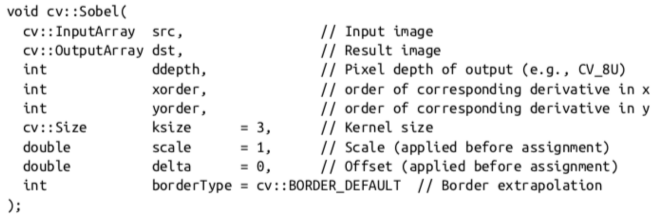 void cv::Sobel(
  cv::InputArray  src,                // Input image
  cv::OutputArray dst,                // Result image
  int             ddepth,             // Pixel depth of output (e.g., CV_8U)
  int             xorder,             // order of corresponding derivative in x
  int             yorder,             // order of corresponding derivative in y
  cv::Size        ksize      = 3,     // Kernel size
  double          scale      = 1,     // Scale (applied before assignment)
  double          delta      = 0,     // Offset (applied before assignment)
  int             borderType = cv::BORDER_DEFAULT  // Border extrapolation
);